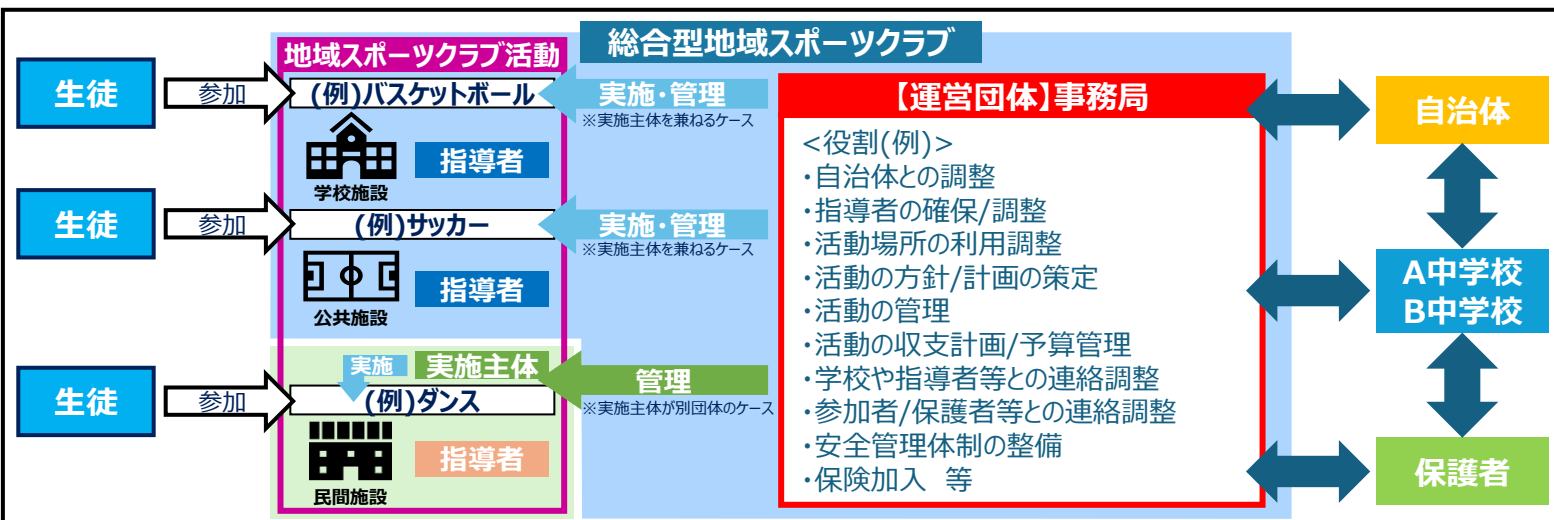 総合型地域スポーツクラブ
地域スポーツクラブ活動
生徒
参加
(例)バスケットボール
実施・管理
※実施主体を兼ねるケース
学校施設
指導者
生徒
参加
(例)サッカー
実施・管理
※実施主体を兼ねるケース
公共施設
指導者
実施
実施主体
管理
※実施主体が別団体のケース
生徒
参加
(例)ダンス
民間施設
指導者
【運営団体】事務局
<役割(例)>
・自治体との調整
・指導者の確保/調整
・活動場所の利用調整
・活動の方針/計画の策定
・活動の管理
・活動の収支計画/予算管理
・学校や指導者等との連絡調整
・参加者/保護者等との連絡調整
・安全管理体制の整備
・保険加入 等
自治体
A中学校
B中学校
保護者